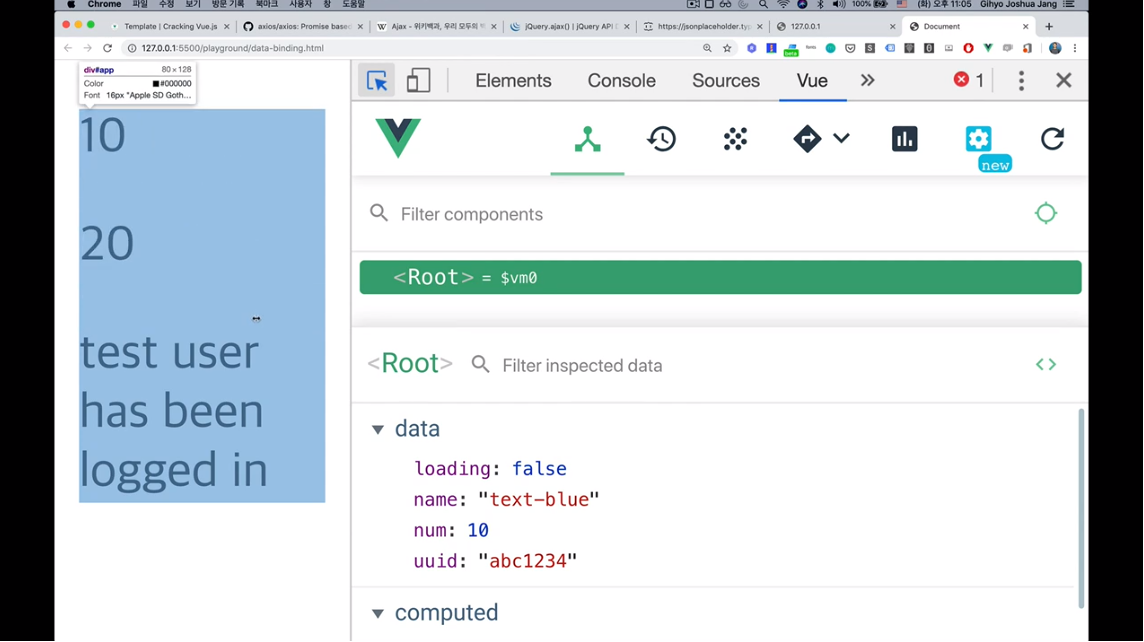 Chrome 파일 수정 보기 방문 기록 북마크 사용자 창 도움말 100% (화) 오후 11:05 Gihyo Joshua Jang
Template | Cracking Vue.js
axios/axios: Promise based
Ajax - 위키백과, 우리 모두의
jQuery.ajax() | jQuery API D
https://jsonplaceholder.typ
127.0.0.1
Document
127.0.0.1:5500/playground/data-binding.html
beta
div#app 80 × 128
Color #000000
Font 16px "Apple SD Goth...
10
20
test user
has been
logged in
Elements Console Sources Vue 1
new
Filter components
<Root> = $vm0
<Root> Filter inspected data
data
loading: false
name: "text-blue"
num: 10
uuid: "abc1234"
computed